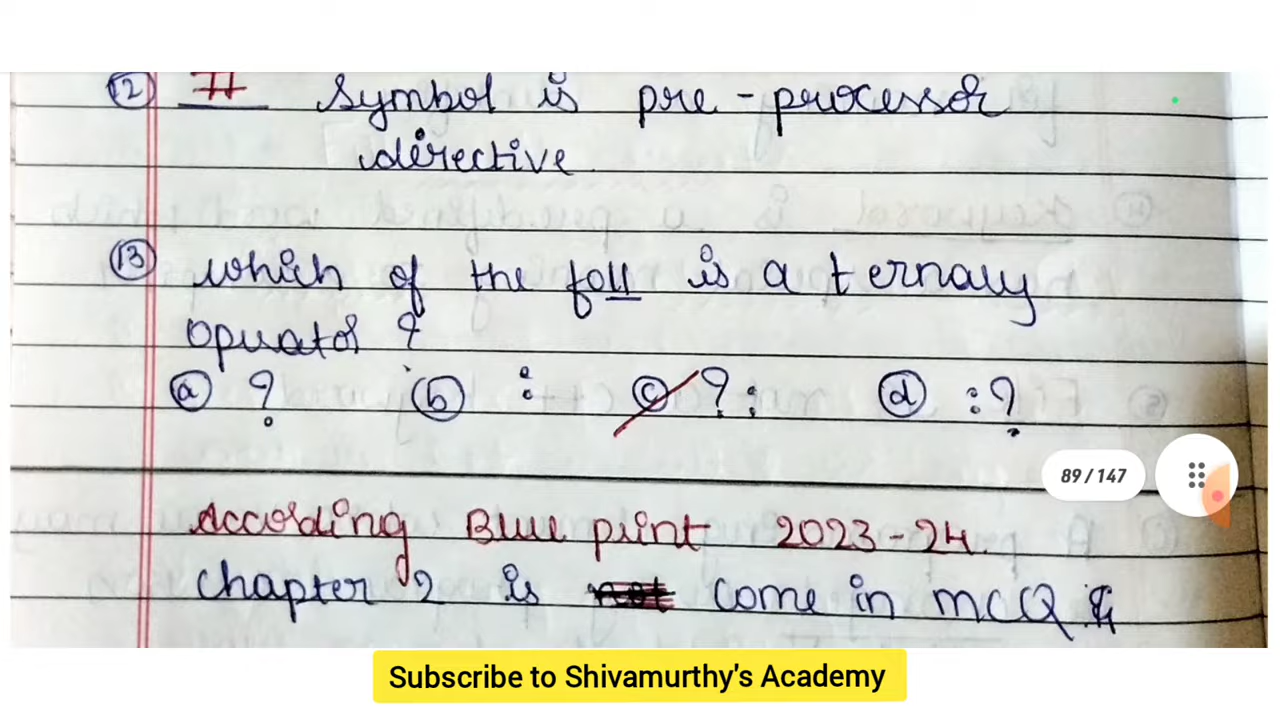 (12) # symbol is pre-processor
directive
(13) which of the foll is a ternary
operator ?
(a) ? (b) : (c) ?: (d) :?
89/147
According Blue print 2023-24.
chapter 2 is come in MCQ &
Subscribe to Shivamurthy's Academy